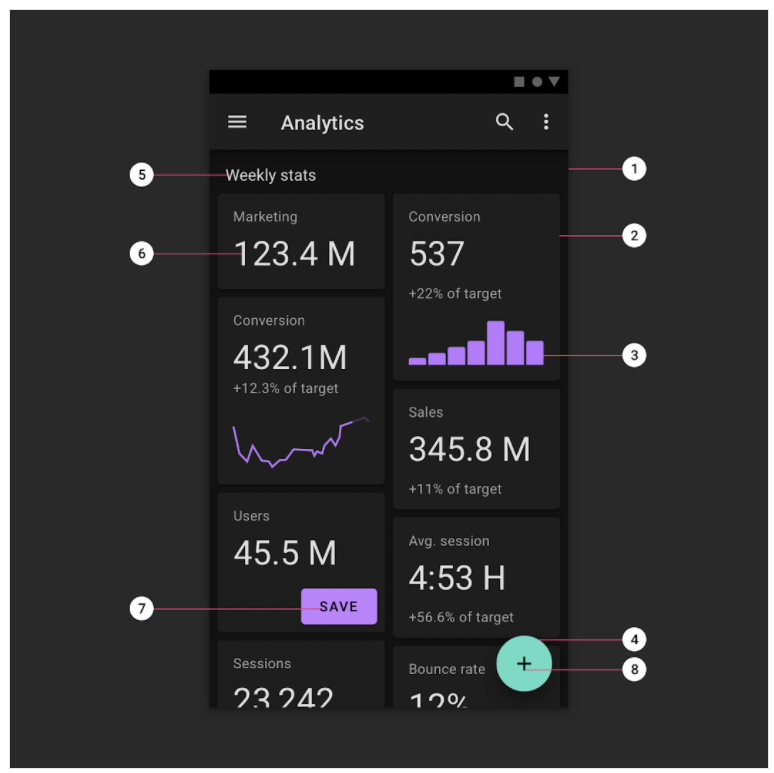 Analytics
1
5
Weekly stats
Marketing
123.4 M
6
Conversion
537
+22% of target
2
3
Conversion
432.1M
+12.3% of target
Sales
345.8 M
+11% of target
Users
45.5 M
SAVE
7
Avg. session
4:53 H
+56.6% of target
4
8
Sessions
23 242
Bounce rate
12%
+